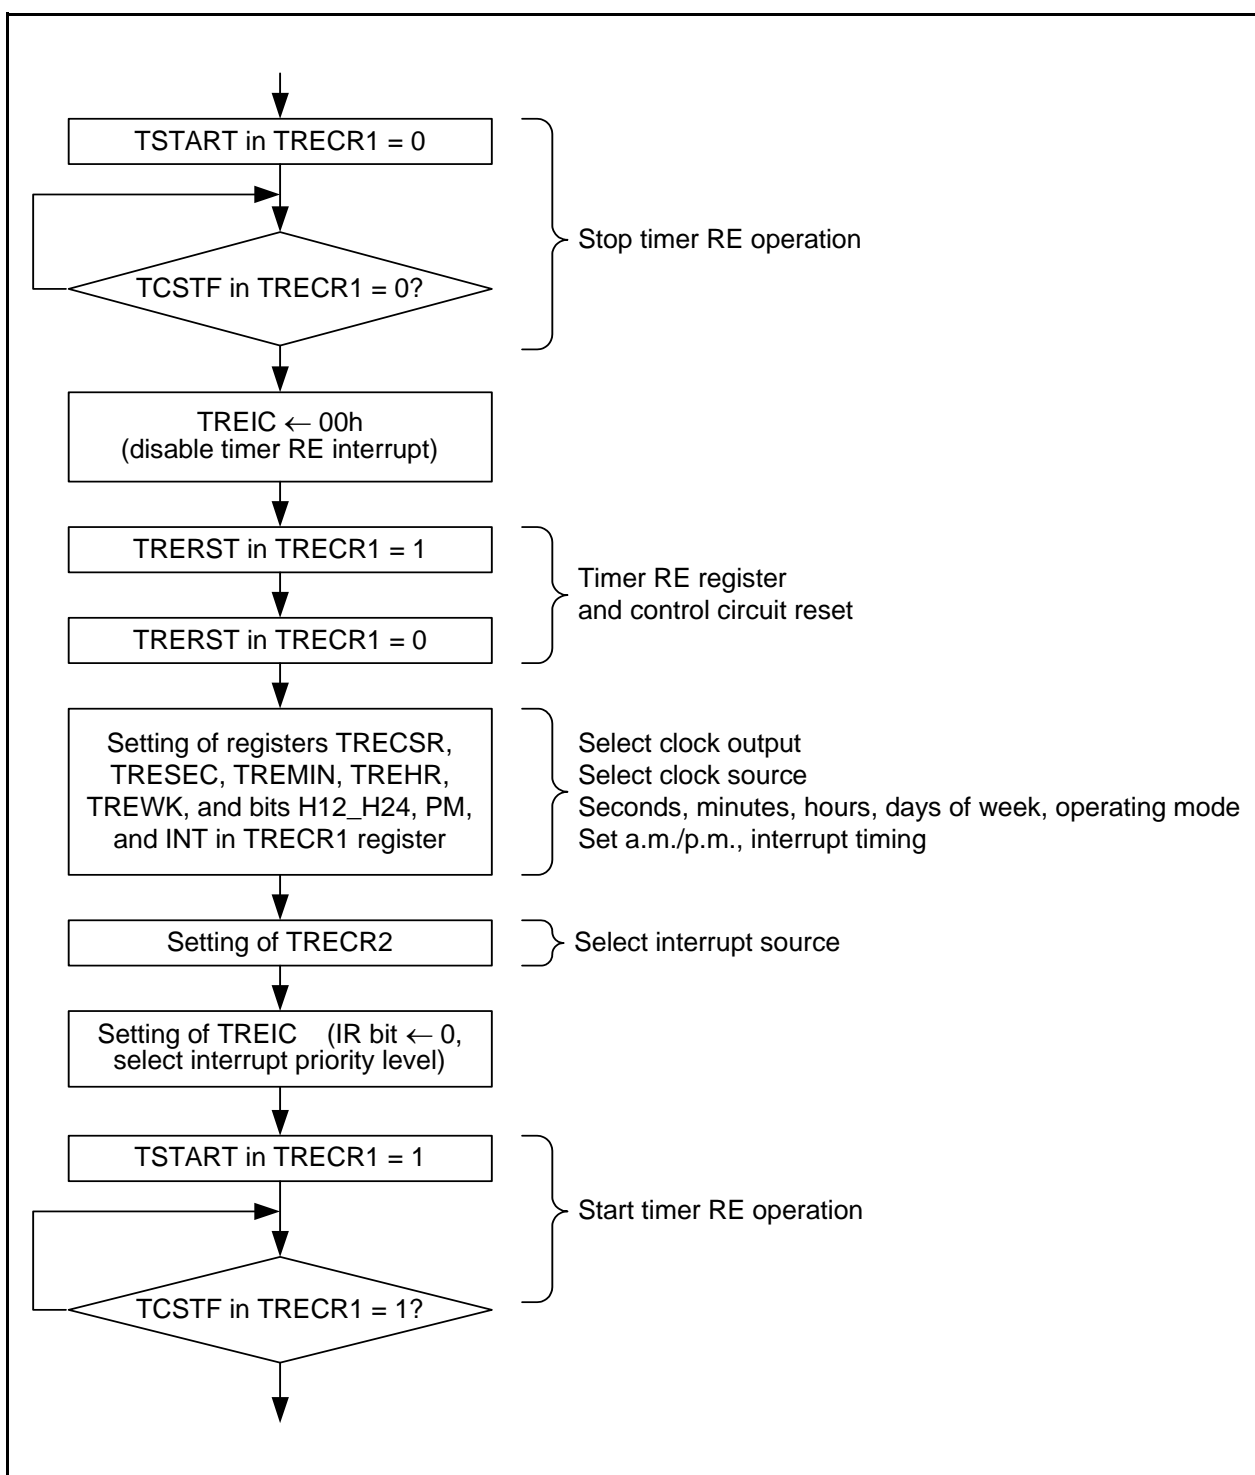 TSTART in TRECR1 = 0
TCSTF in TRECR1 = 0?
Stop timer RE operation
TREIC ← 00h
(disable timer RE interrupt)
TRERST in TRECR1 = 1
TRERST in TRECR1 = 0
Timer RE register
and control circuit reset
Setting of registers TRECSR,
TRESEC, TREMIN, TREHR,
TREWK, and bits H12_H24, PM,
and INT in TRECR1 register
Select clock output
Select clock source
Seconds, minutes, hours, days of week, operating mode
Set a.m./p.m., interrupt timing
Setting of TRECR2
Select interrupt source
Setting of TREIC (IR bit ← 0,
select interrupt priority level)
TSTART in TRECR1 = 1
TCSTF in TRECR1 = 1?
Start timer RE operation